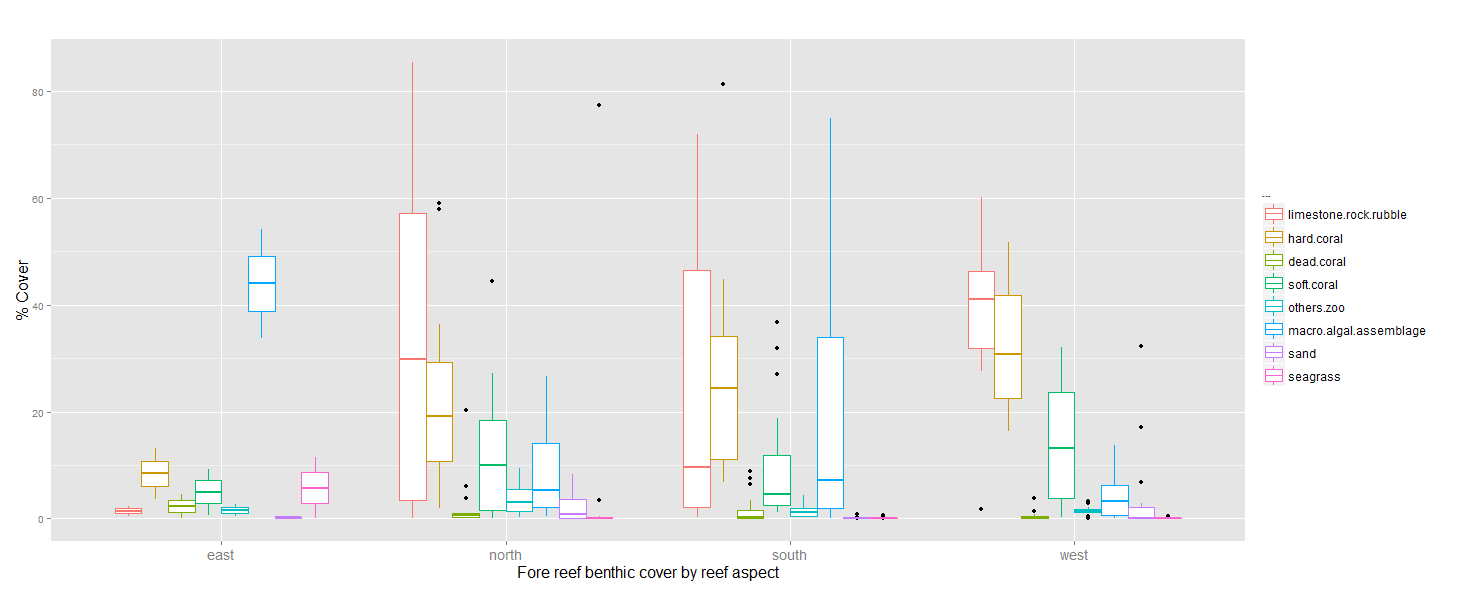 % Cover
80
60
40
20
0
east north south west
Fore reef benthic cover by reef aspect
limestone.rock.rubble
hard.coral
dead.coral
soft.coral
others.zoo
macro.algal.assemblage
sand
seagrass